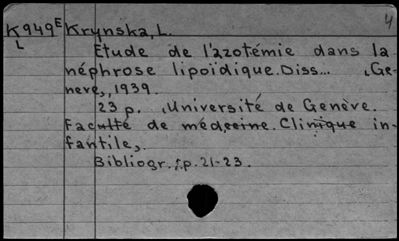 4
K949E Krynska, L.
L
Etude de l'azotémie dans la
néphrose lipoïdique. Diss... ,Ge-
neve,,1939.
23 p. ,Université de Genève.
Faculté de médecine. Clinique in-
fantile,.
Bibliogr.,:p.21-23.